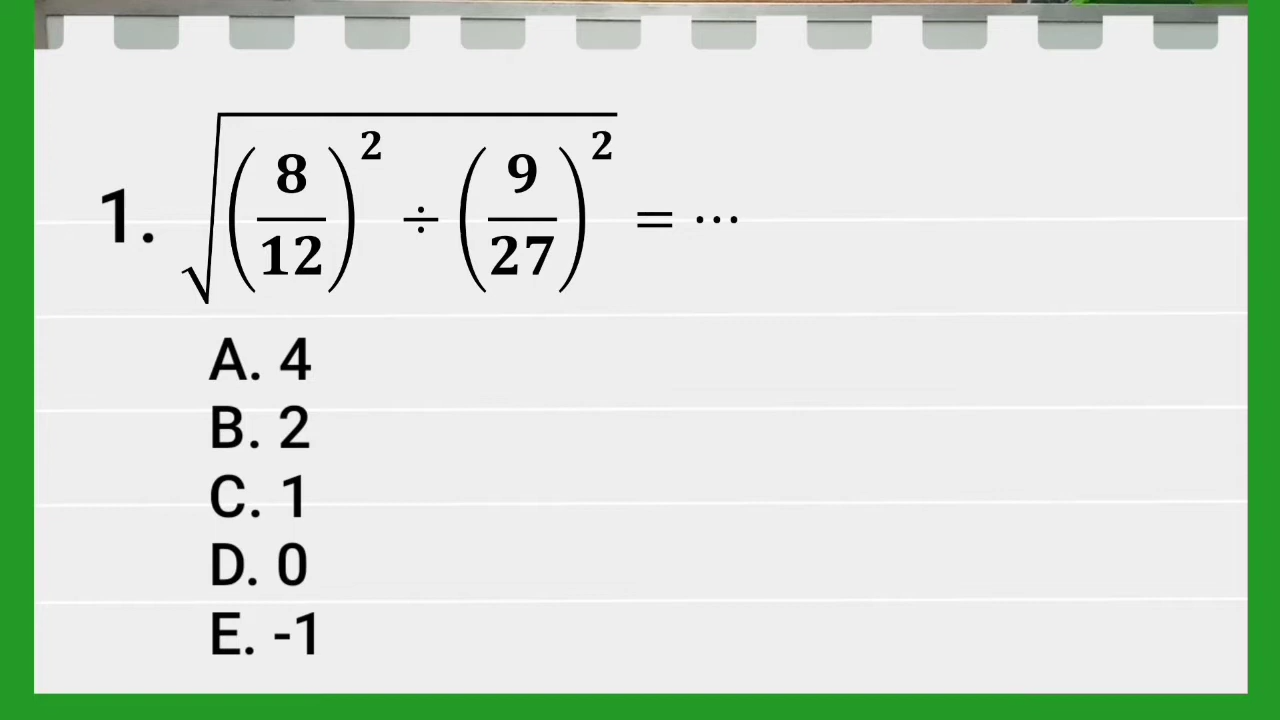 1. √((8/12)² ÷ (9/27)²) = ⋯
A. 4
B. 2
C. 1
D. 0
E. -1